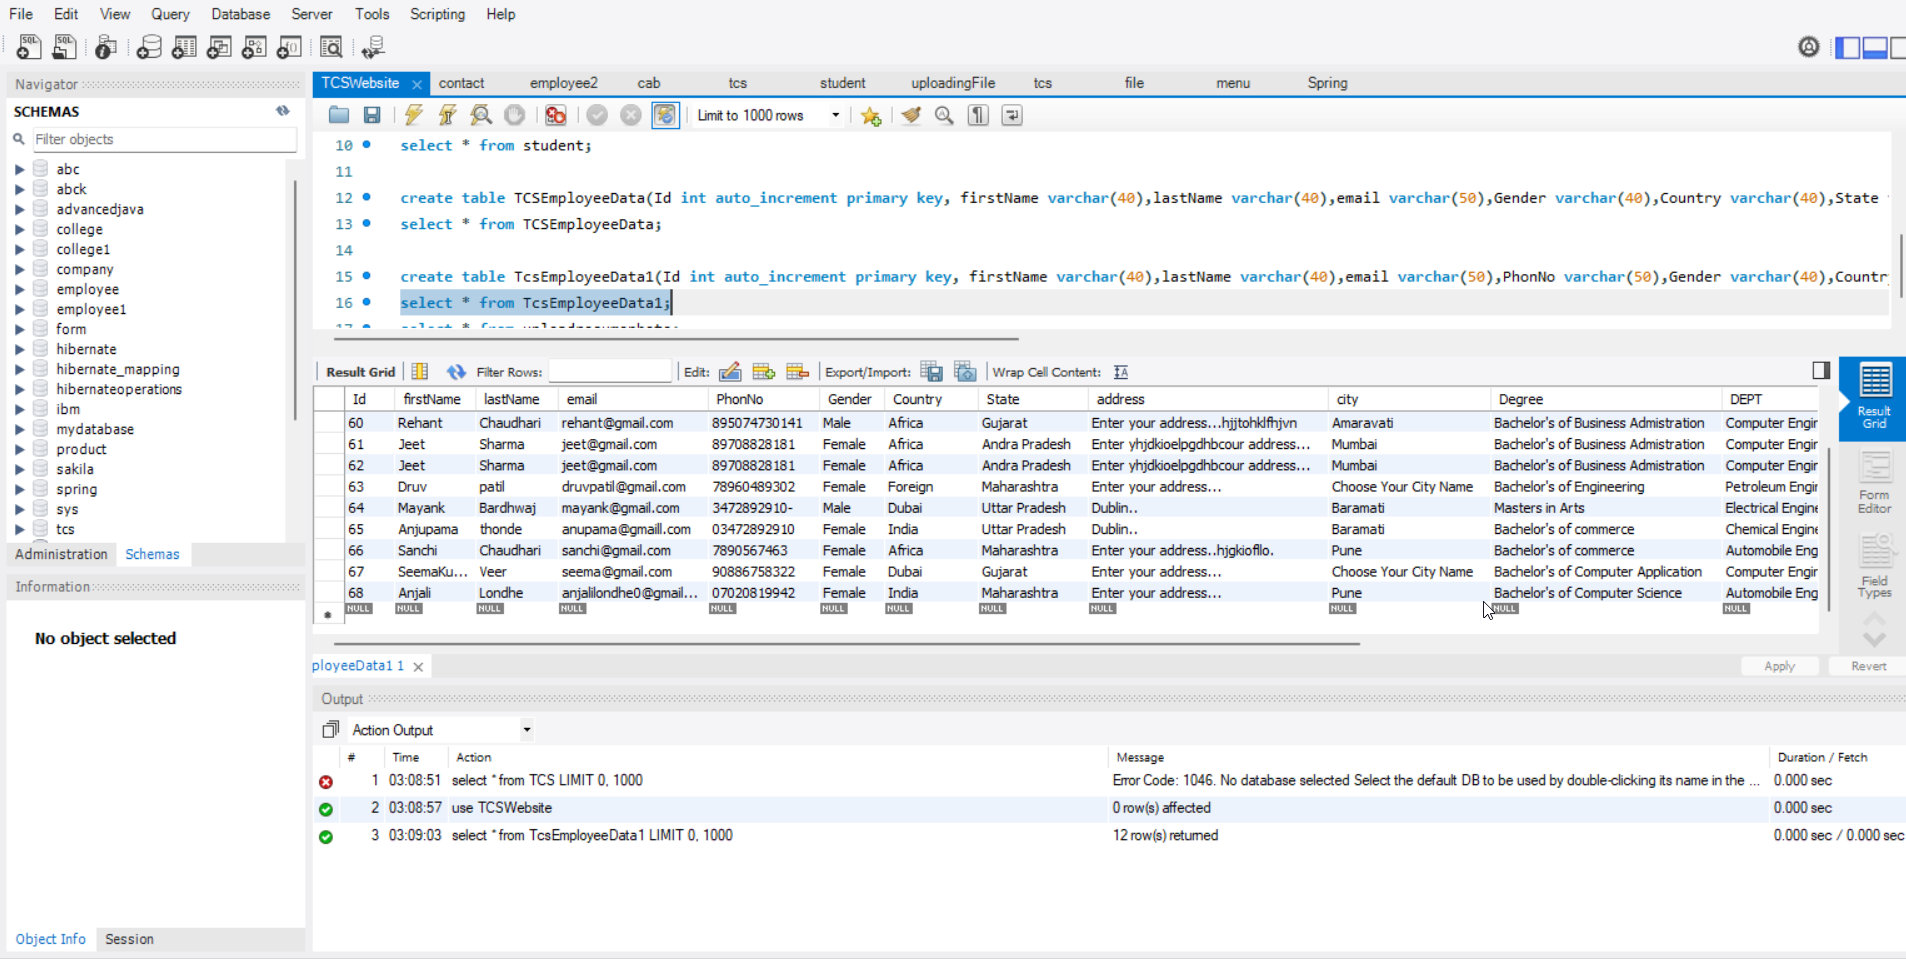 File Edit View Query Database Server Tools Scripting Help
Navigator
SCHEMAS
Filter objects
abc
abck
advancedjava
college
college1
company
employee
employee1
form
hibernate
hibernate_mapping
hibernateoperations
ibm
mydatabase
product
sakila
spring
sys
tcs
Administration Schemas
Information
No object selected
Object Info Session
TCSWebsite contact employee2 cab tcs student uploadingFile tcs file menu Spring
Limit to 1000 rows
10 select * from student;
11
12 create table TCSEmployeeData(Id int auto_increment primary key, firstName varchar(40),lastName varchar(40),email varchar(50),Gender varchar(40),Country varchar(40),State
13 select * from TCSEmployeeData;
14
15 create table TcsEmployeeData1(Id int auto_increment primary key, firstName varchar(40),lastName varchar(40),email varchar(50),PhonNo varchar(50),Gender varchar(40),Countr
16 select * from TcsEmployeeData1;
17 select * from
Result Grid Filter Rows: Edit: Export/Import: Wrap Cell Content:
Id firstName lastName email PhonNo Gender Country State address city Degree DEPT
60 Rehant Chaudhari rehant@gmail.com 895074730141 Male Africa Gujarat Enter your address...hjjtohklfhjvn Amaravati Bachelor's of Business Admistration Computer Engir
61 Jeet Sharma jeet@gmail.com 89708828181 Female Africa Andra Pradesh Enter yhjdkioelpgdhbcour address... Mumbai Bachelor's of Business Admistration Computer Engir
62 Jeet Sharma jeet@gmail.com 89708828181 Female Africa Andra Pradesh Enter yhjdkioelpgdhbcour address... Mumbai Bachelor's of Business Admistration Computer Engir
63 Druv patil druvpatil@gmail.com 78960489302 Female Foreign Maharashtra Enter your address... Choose Your City Name Bachelor's of Engineering Petroleum Engir
64 Mayank Bardhwaj mayank@gmail.com 3472892910- Male Dubai Uttar Pradesh Dublin.. Baramati Masters in Arts Electrical Engine
65 Anjupama thonde anupama@gmaill.com 03472892910 Female India Uttar Pradesh Dublin.. Baramati Bachelor's of commerce Chemical Engine
66 Sanchi Chaudhari sanchi@gmail.com 7890567463 Female Africa Maharashtra Enter your address..hjgkiofllo. Pune Bachelor's of commerce Automobile Eng
67 SeemaKu... Veer seema@gmail.com 90886758322 Female Dubai Gujarat Enter your address... Choose Your City Name Bachelor's of Computer Application Computer Engir
68 Anjali Londhe anjalilondhe0@gmail... 07020819942 Female India Maharashtra Enter your address... Pune Bachelor's of Computer Science Automobile Eng
NULL NULL NULL NULL NULL NULL NULL NULL NULL NULL NULL NULL
Result Grid
Form Editor
Field Types
ployeeData1 1 Apply Revert
Output
Action Output
# Time Action Message Duration / Fetch
1 03:08:51 select * from TCS LIMIT 0, 1000 Error Code: 1046. No database selected Select the default DB to be used by double-clicking its name in the ... 0.000 sec
2 03:08:57 use TCSWebsite 0 row(s) affected 0.000 sec
3 03:09:03 select * from TcsEmployeeData1 LIMIT 0, 1000 12 row(s) returned 0.000 sec / 0.000 sec